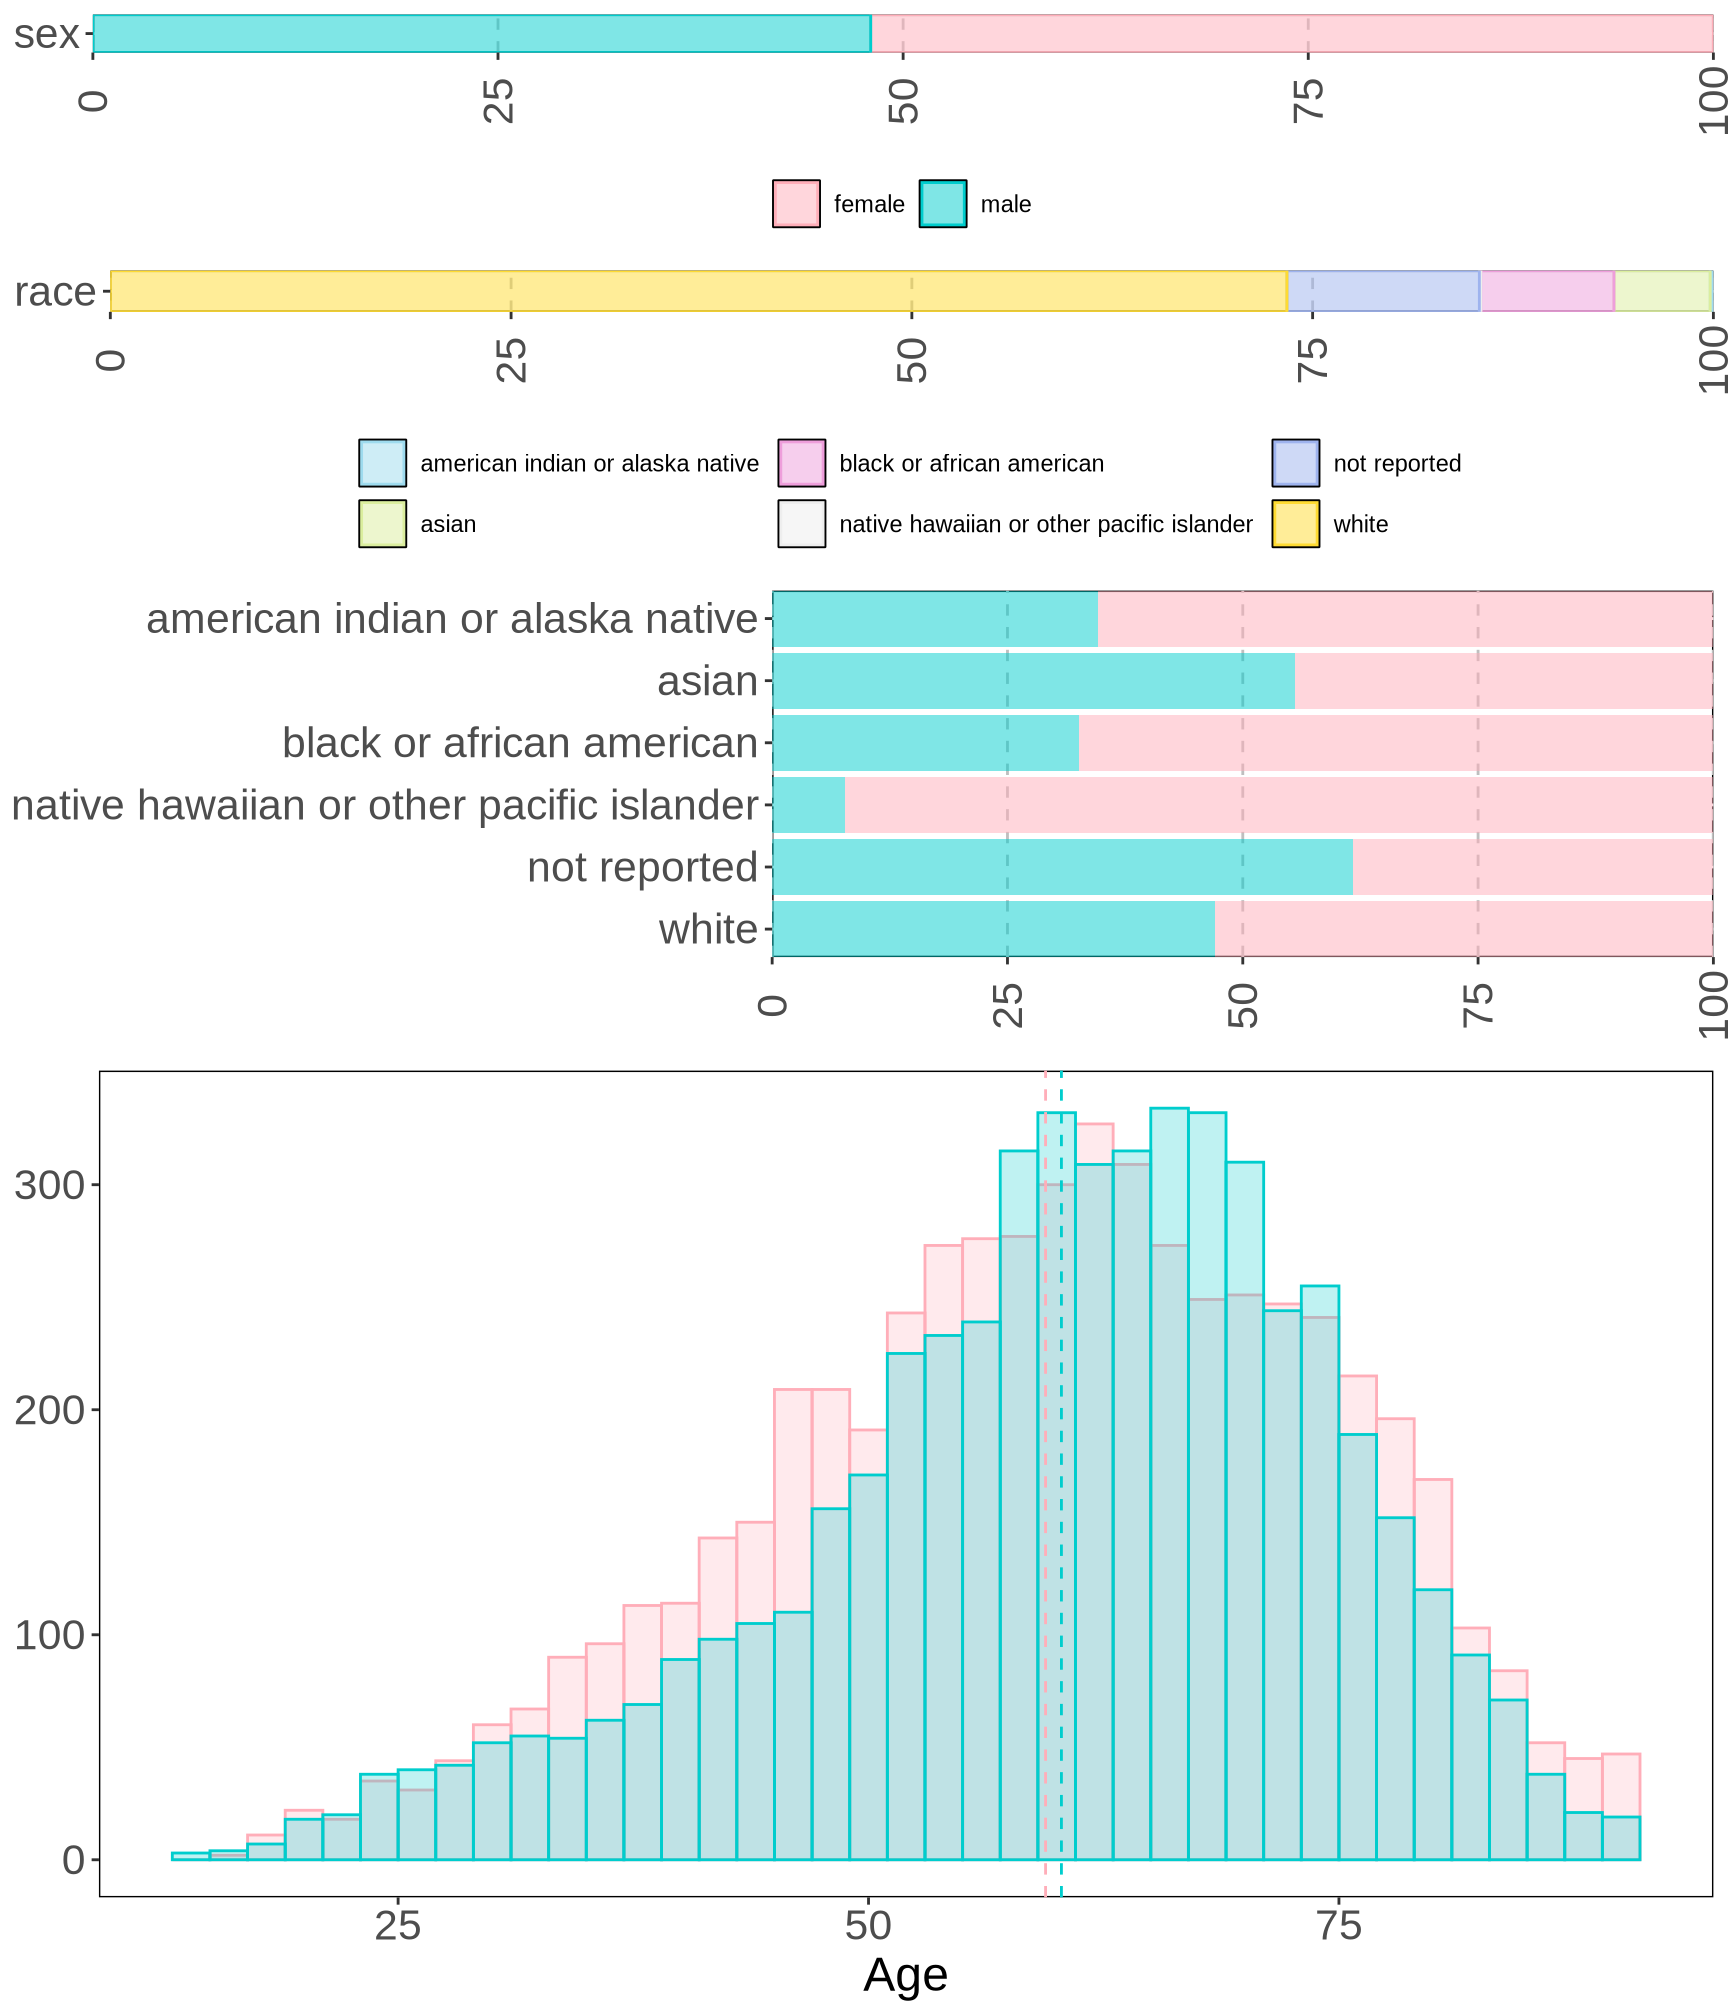 sex
0 25 50 75 100
female male
race
0 25 50 75 100
american indian or alaska native black or african american not reported
asian native hawaiian or other pacific islander white
american indian or alaska native
asian
black or african american
native hawaiian or other pacific islander
not reported
white
0 25 50 75 100
300
200
100
0
25 50 75
Age